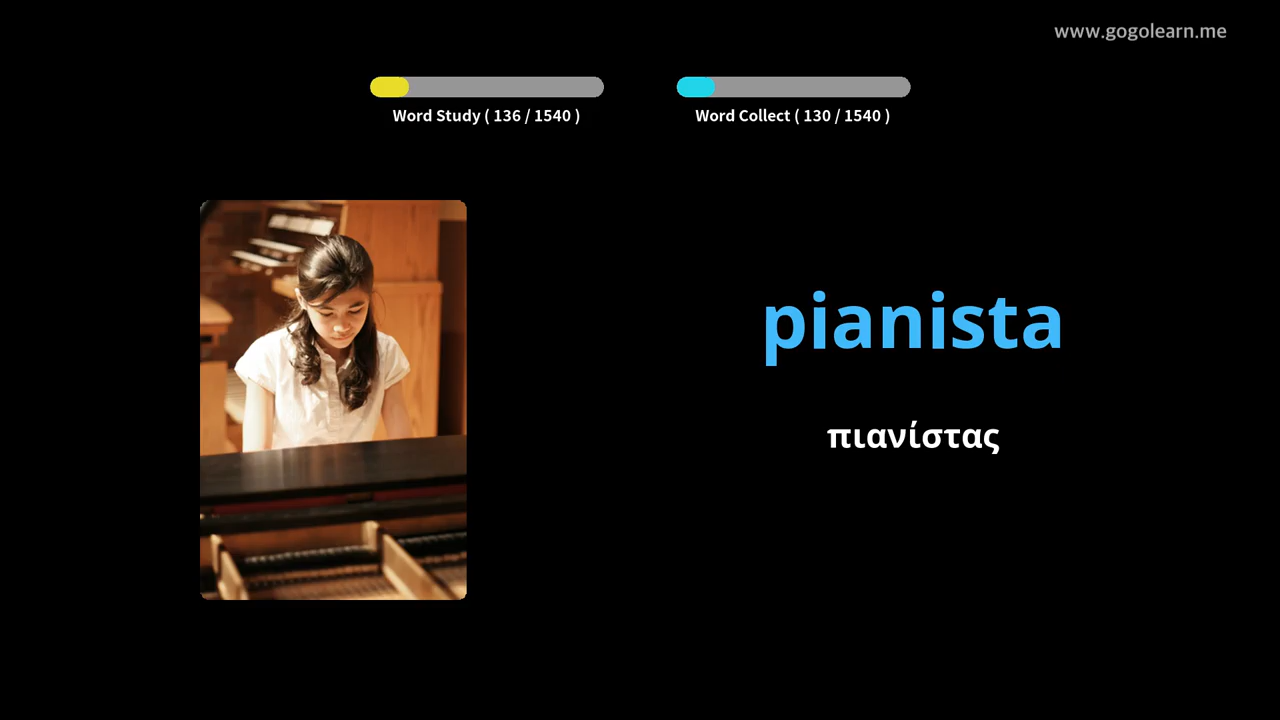 www.gogolearn.me
Word Study ( 136 / 1540 )
Word Collect ( 130 / 1540 )
pianista
πιανίστας